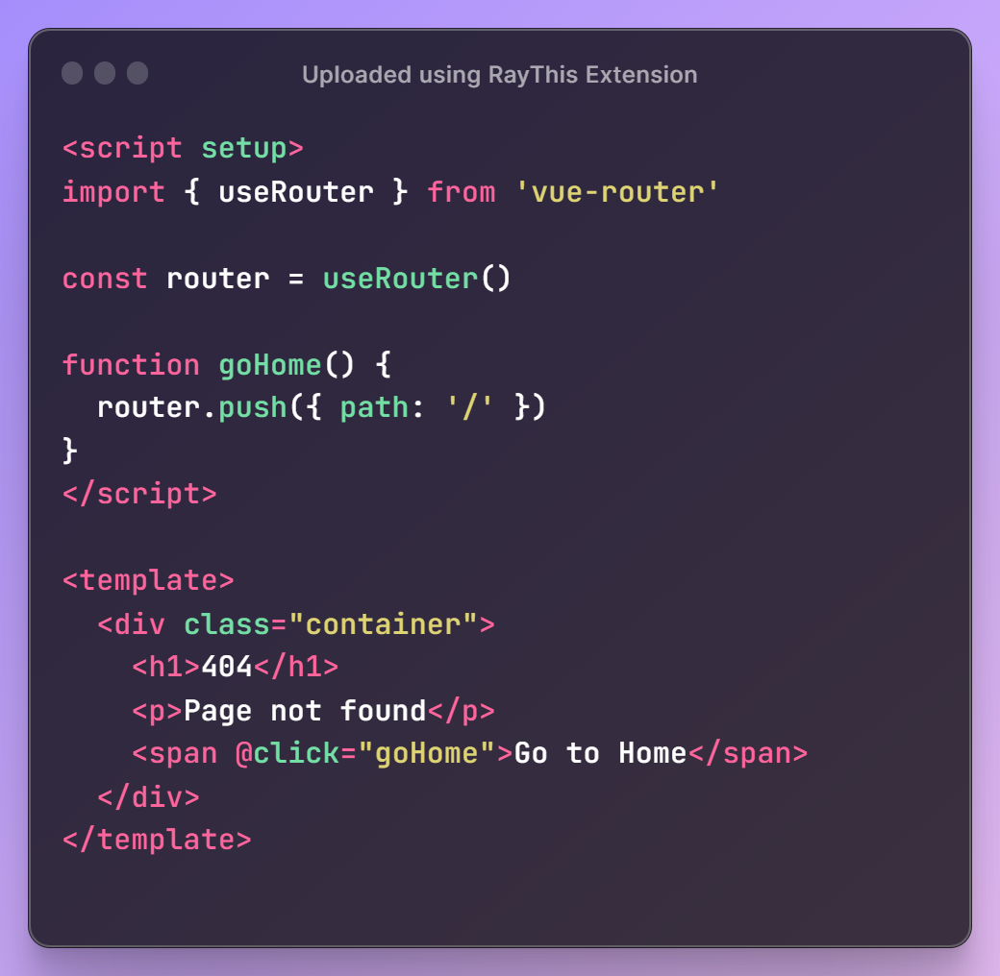 Uploaded using RayThis Extension
<script setup>
import { useRouter } from 'vue-router'
const router = useRouter()
function goHome() {
  router.push({ path: '/' })
}
</script>
<template>
  <div class="container">
    <h1>404</h1>
    <p>Page not found</p>
    <span @click="goHome">Go to Home</span>
  </div>
</template>